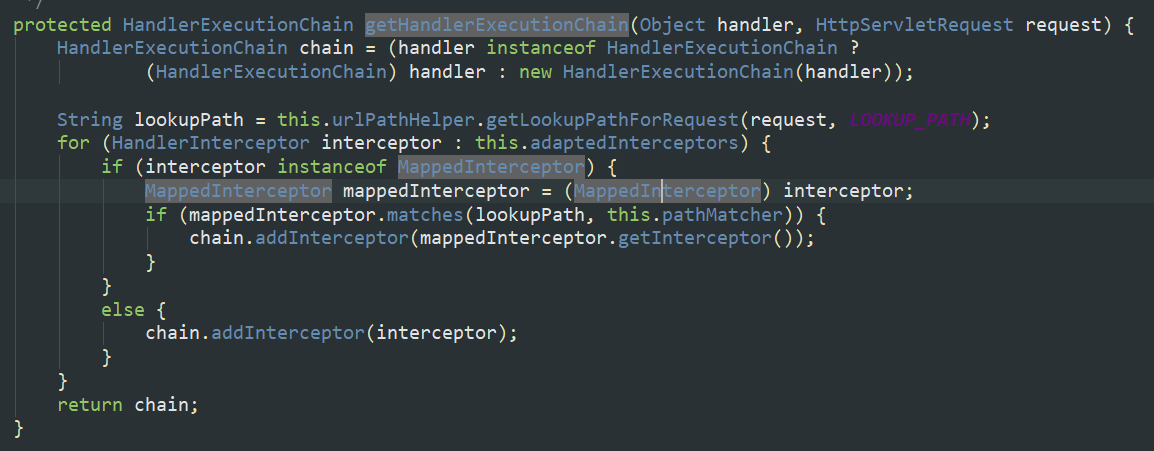 */
protected HandlerExecutionChain getHandlerExecutionChain(Object handler, HttpServletRequest request) {
    HandlerExecutionChain chain = (handler instanceof HandlerExecutionChain ?
            (HandlerExecutionChain) handler : new HandlerExecutionChain(handler));

    String lookupPath = this.urlPathHelper.getLookupPathForRequest(request, LOOKUP_PATH);
    for (HandlerInterceptor interceptor : this.adaptedInterceptors) {
        if (interceptor instanceof MappedInterceptor) {
            MappedInterceptor mappedInterceptor = (MappedInterceptor) interceptor;
            if (mappedInterceptor.matches(lookupPath, this.pathMatcher)) {
                chain.addInterceptor(mappedInterceptor.getInterceptor());
            }
        }
        else {
            chain.addInterceptor(interceptor);
        }
    }
    return chain;
}